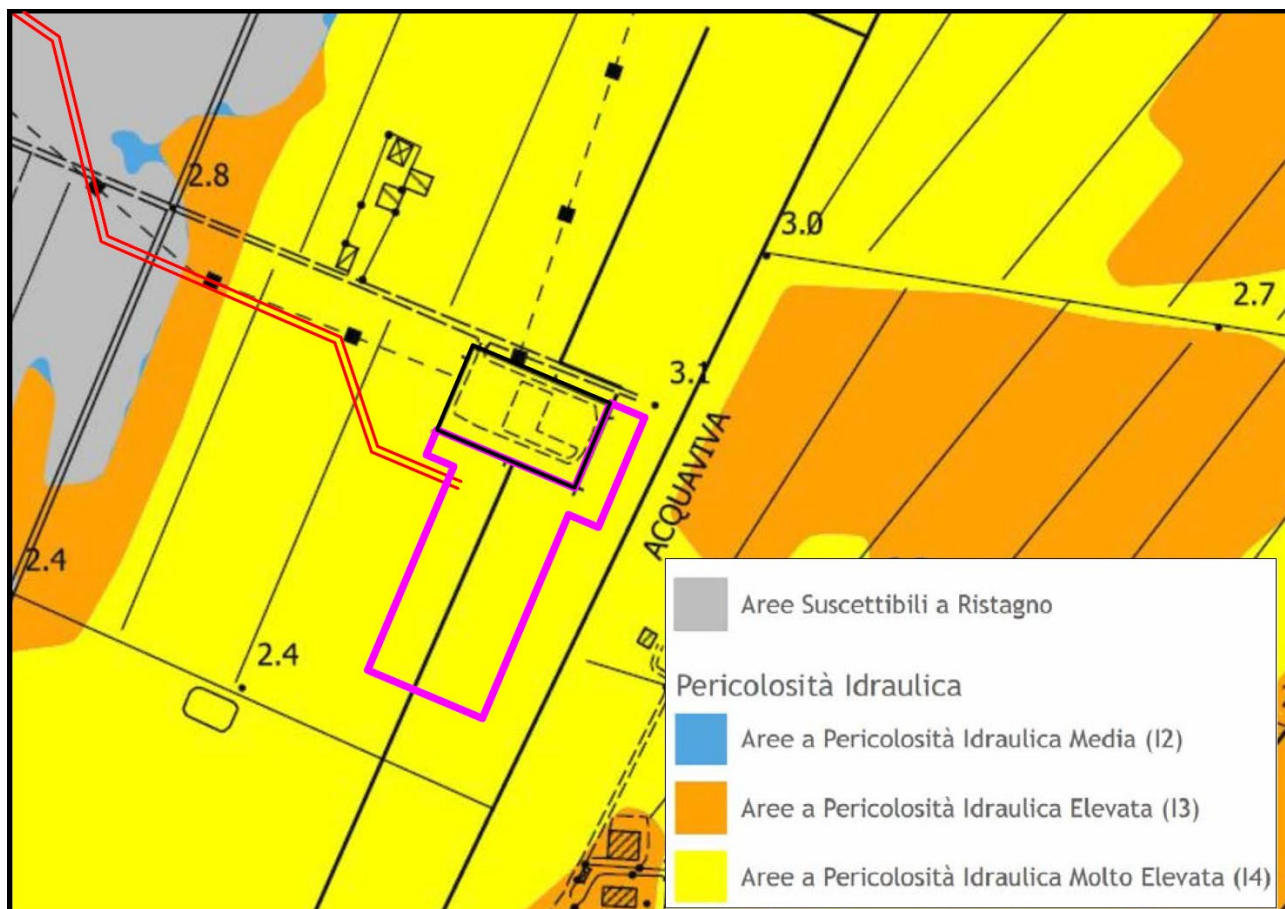 2.8
3.0
2.7
3.1
ACQUAVIVA
2.4
2.4
Aree Suscettibili a Ristagno
Pericolosità Idraulica
Aree a Pericolosità Idraulica Media (I2)
Aree a Pericolosità Idraulica Elevata (I3)
Aree a Pericolosità Idraulica Molto Elevata (I4)